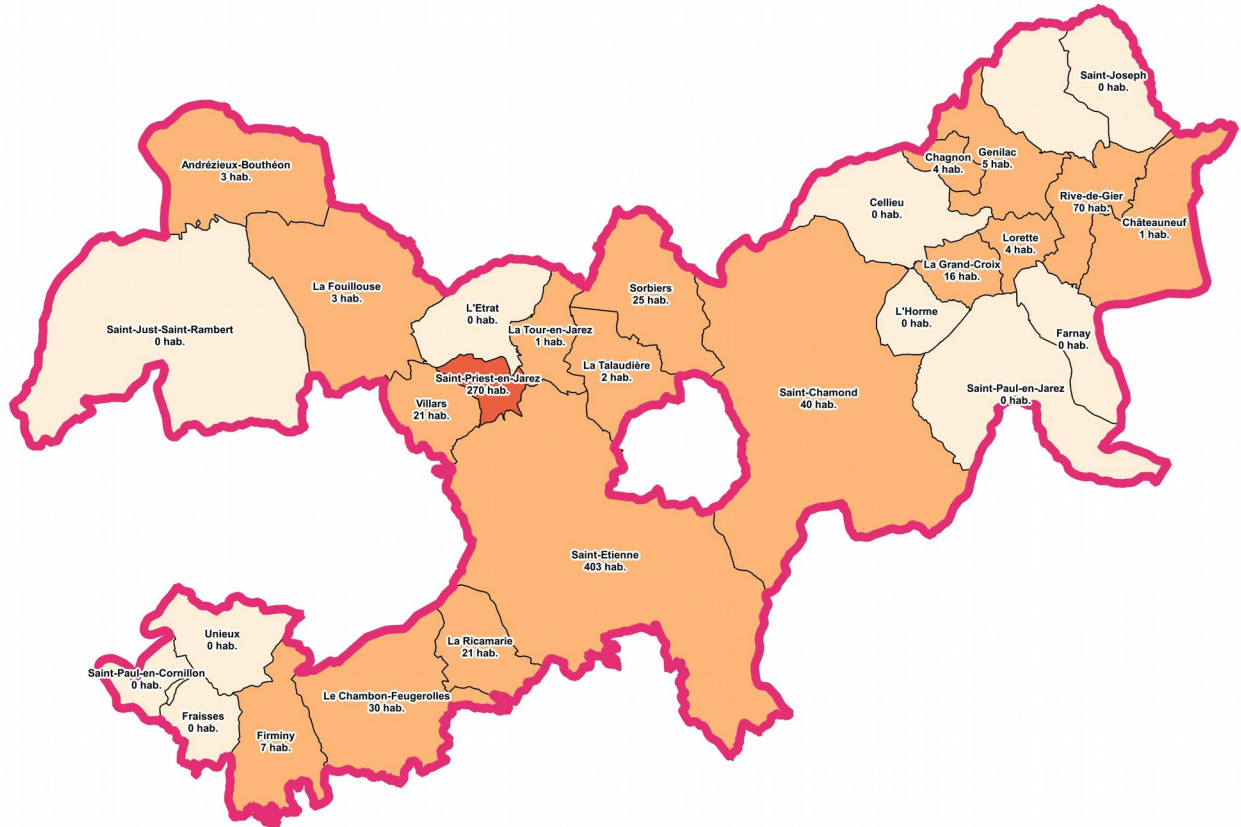 Saint-Joseph
0 hab.
Andrézieux-Bouthéon
3 hab.
Chagnon
4 hab.
Genilac
5 hab.
Cellieu
0 hab.
Rive-de-Gier
70 hab.
Châteauneuf
1 hab.
Lorette
4 hab.
La Grand-Croix
16 hab.
La Fouillouse
3 hab.
Sorbiers
25 hab.
L'Etrat
0 hab.
L'Horme
0 hab.
Farnay
0 hab.
Saint-Just-Saint-Rambert
0 hab.
La Tour-en-Jarez
1 hab.
La Talaudière
2 hab.
Saint-Priest-en-Jarez
270 hab.
Saint-Chamond
40 hab.
Saint-Paul-en-Jarez
0 hab.
Villars
21 hab.
Saint-Etienne
403 hab.
Unieux
0 hab.
La Ricamarie
21 hab.
Saint-Paul-en-Cornillon
0 hab.
Le Chambon-Feugerolles
30 hab.
Fraisses
0 hab.
Firminy
7 hab.